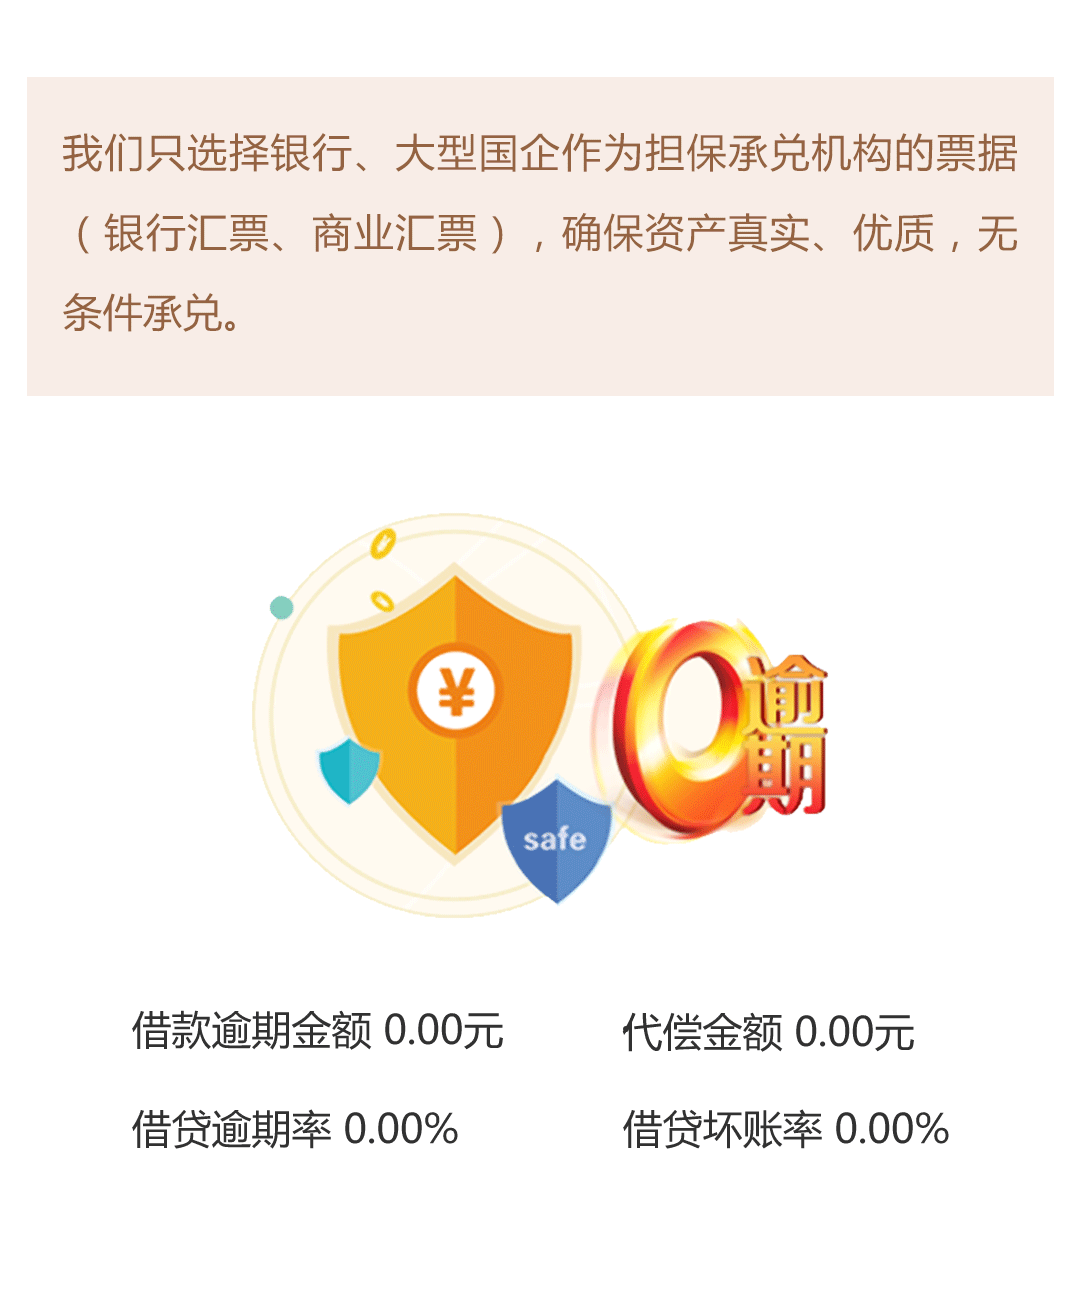 我们只选择银行、大型国企作为担保承兑机构的票据
（银行汇票、商业汇票），确保资产真实、优质，无
条件承兑。
¥
0逾期
safe
借款逾期金额 0.00元
代偿金额 0.00元
借贷逾期率 0.00%
借贷坏账率 0.00%